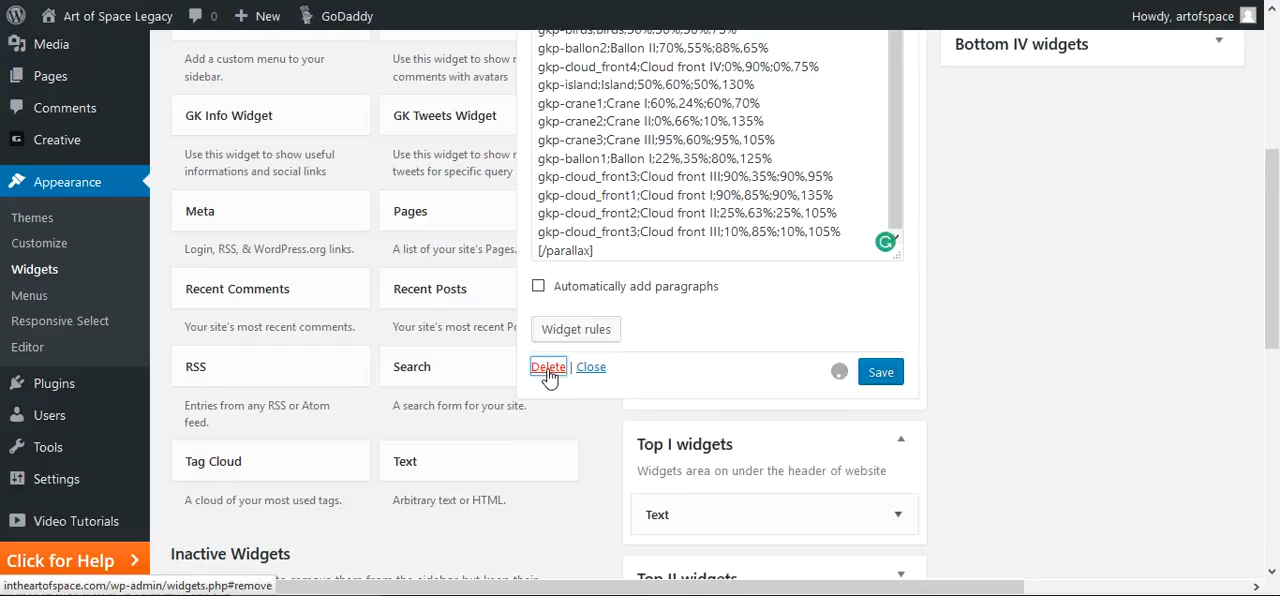 Art of Space Legacy 0 New GoDaddy Howdy, artofspace
Media
Pages
Comments
Creative
Appearance
Themes
Customize
Widgets
Menus
Responsive Select
Editor
Plugins
Users
Tools
Settings
Video Tutorials
Click for Help
Add a custom menu to your
sidebar.
GK Info Widget
Use this widget to show useful
informations and social links
Meta
Login, RSS, & WordPress.org links.
Recent Comments
Your site's most recent comments.
RSS
Entries from any RSS or Atom
feed.
Tag Cloud
A cloud of your most used tags.
Inactive Widgets
Use this widget to show r
comments with avatars
GK Tweets Widget
Use this widget to show r
tweets for specific query
Pages
A list of your site's Pages.
Recent Posts
Your site's most recent Po
Search
A search form for your site.
Text
Arbitrary text or HTML.
gkp-ballon2;Ballon II;70%,55%;88%,65%
gkp-cloud_front4;Cloud front IV;0%,90%;0%,75%
gkp-island;Island;50%,60%;50%,130%
gkp-crane1;Crane I;60%,24%;60%,70%
gkp-crane2;Crane II;0%,66%;10%,135%
gkp-crane3;Crane III;95%,60%;95%,105%
gkp-ballon1;Ballon I;22%,35%;80%,125%
gkp-cloud_front3;Cloud front III;90%,35%;90%,95%
gkp-cloud_front1;Cloud front I;90%,85%;90%,135%
gkp-cloud_front2;Cloud front II;25%,63%;25%,105%
gkp-cloud_front3;Cloud front III;10%,85%;10%,105%
[/parallax]
Automatically add paragraphs
Widget rules
Delete | Close
Save
Top I widgets
Widgets area on under the header of website
Text
Top II widgets
Bottom IV widgets
intheartofspace.com/wp-admin/widgets.php#remove